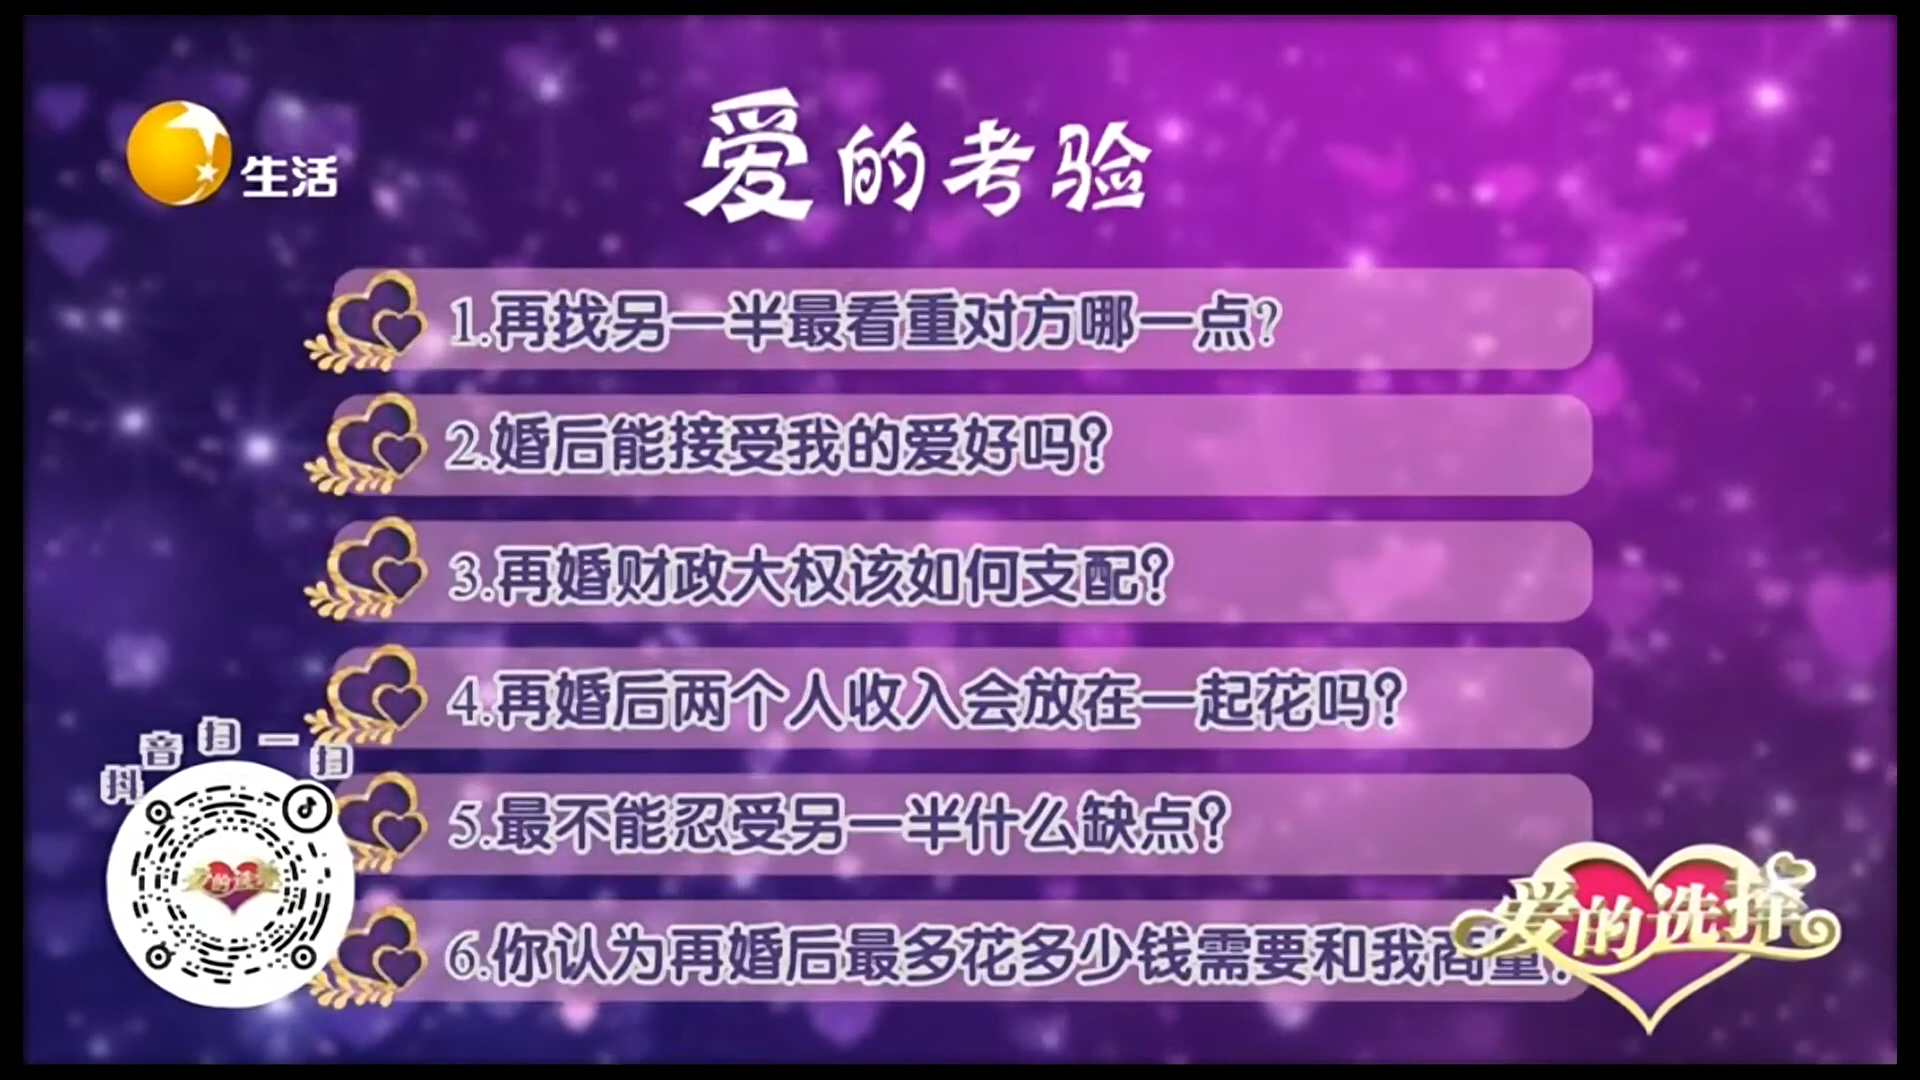 生活
爱的考验
1.再找另一半最看重对方哪一点?
2.婚后能接受我的爱好吗?
3.再婚财政大权该如何支配?
4.再婚后两个人收入会放在一起花吗?
5.最不能忍受另一半什么缺点?
6.你认为再婚后最多花多少钱需要和我商量?
抖音扫一扫
爱的选择
爱的选择